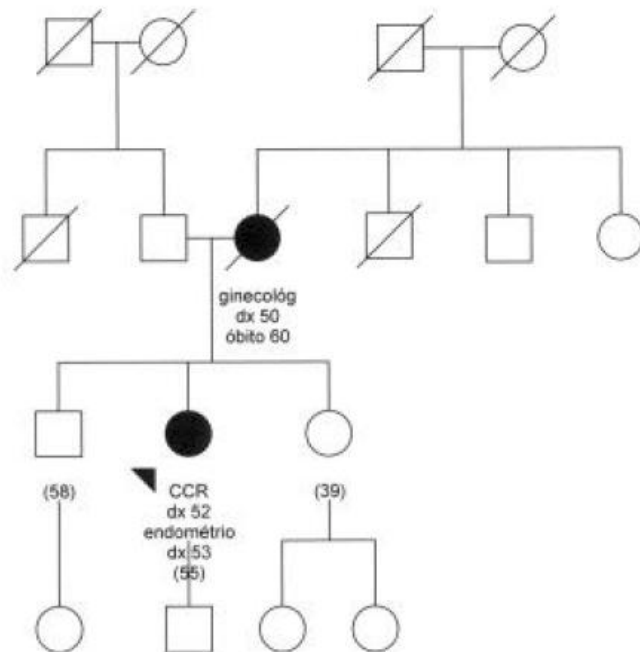 ginecológ
dx 50
óbito 60
(58)
CCR
dx 52
endométrio
dx 53
(55)
(39)